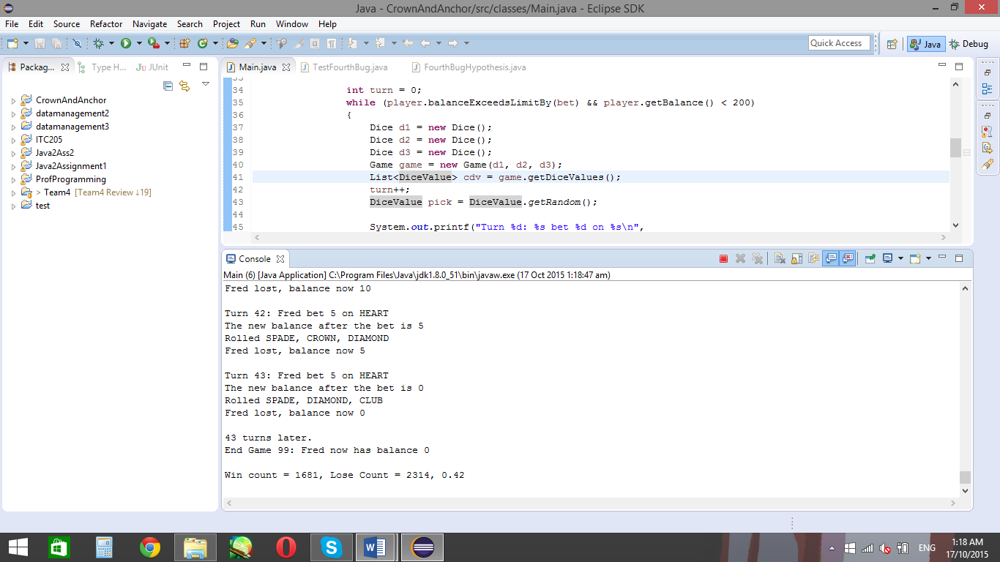 Java - CrownAndAnchor/src/classes/Main.java - Eclipse SDK
File Edit Source Refactor Navigate Search Project Run Window Help
Quick Access Java Debug
Packag... Type H... JUnit
CrownAndAnchor
datamanagement2
datamanagement3
ITC205
Java2Ass2
Java2Assignment1
ProfProgramming
> Team4 [Team4 Review ↓19]
test
Main.java TestFourthBug.java FourthBugHypothesis.java
33
34 int turn = 0;
35 while (player.balanceExceedsLimitBy(bet) && player.getBalance() < 200)
36 {
37 Dice d1 = new Dice();
38 Dice d2 = new Dice();
39 Dice d3 = new Dice();
40 Game game = new Game(d1, d2, d3);
41 List<DiceValue> cdv = game.getDiceValues();
42 turn++;
43 DiceValue pick = DiceValue.getRandom();
44
45 System.out.printf("Turn %d: %s bet %d on %s\n",
Console
Main (6) [Java Application] C:\Program Files\Java\jdk1.8.0_51\bin\javaw.exe (17 Oct 2015 1:18:47 am)
Fred lost, balance now 10
Turn 42: Fred bet 5 on HEART
The new balance after the bet is 5
Rolled SPADE, CROWN, DIAMOND
Fred lost, balance now 5
Turn 43: Fred bet 5 on HEART
The new balance after the bet is 0
Rolled SPADE, DIAMOND, CLUB
Fred lost, balance now 0
43 turns later.
End Game 99: Fred now has balance 0
Win count = 1681, Lose Count = 2314, 0.42
ENG
1:18 AM
17/10/2015